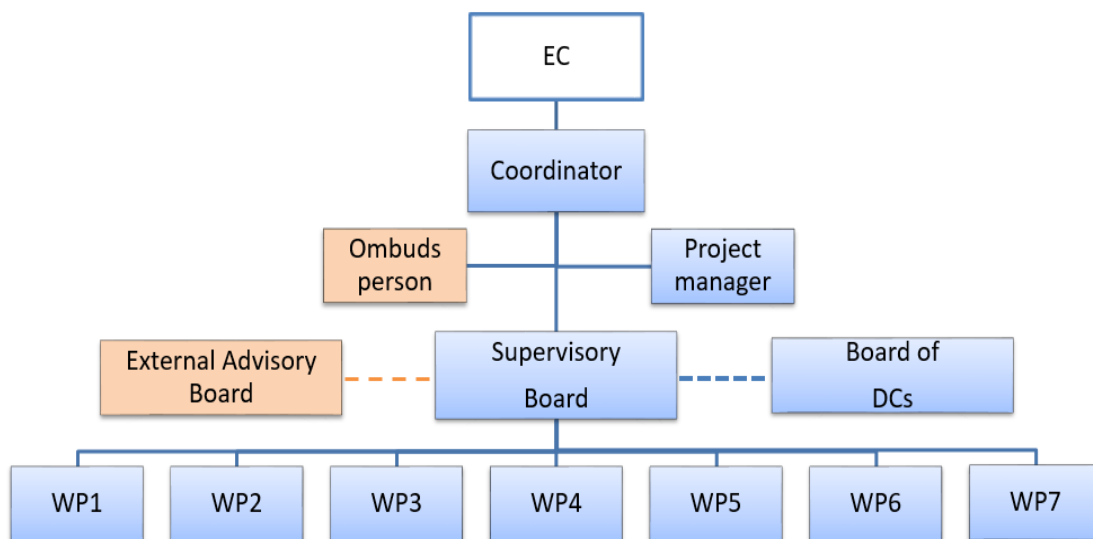 EC
Coordinator
Ombuds
person
Project
manager
External Advisory
Board
Supervisory
Board
Board of
DCs
WP1
WP2
WP3
WP4
WP5
WP6
WP7